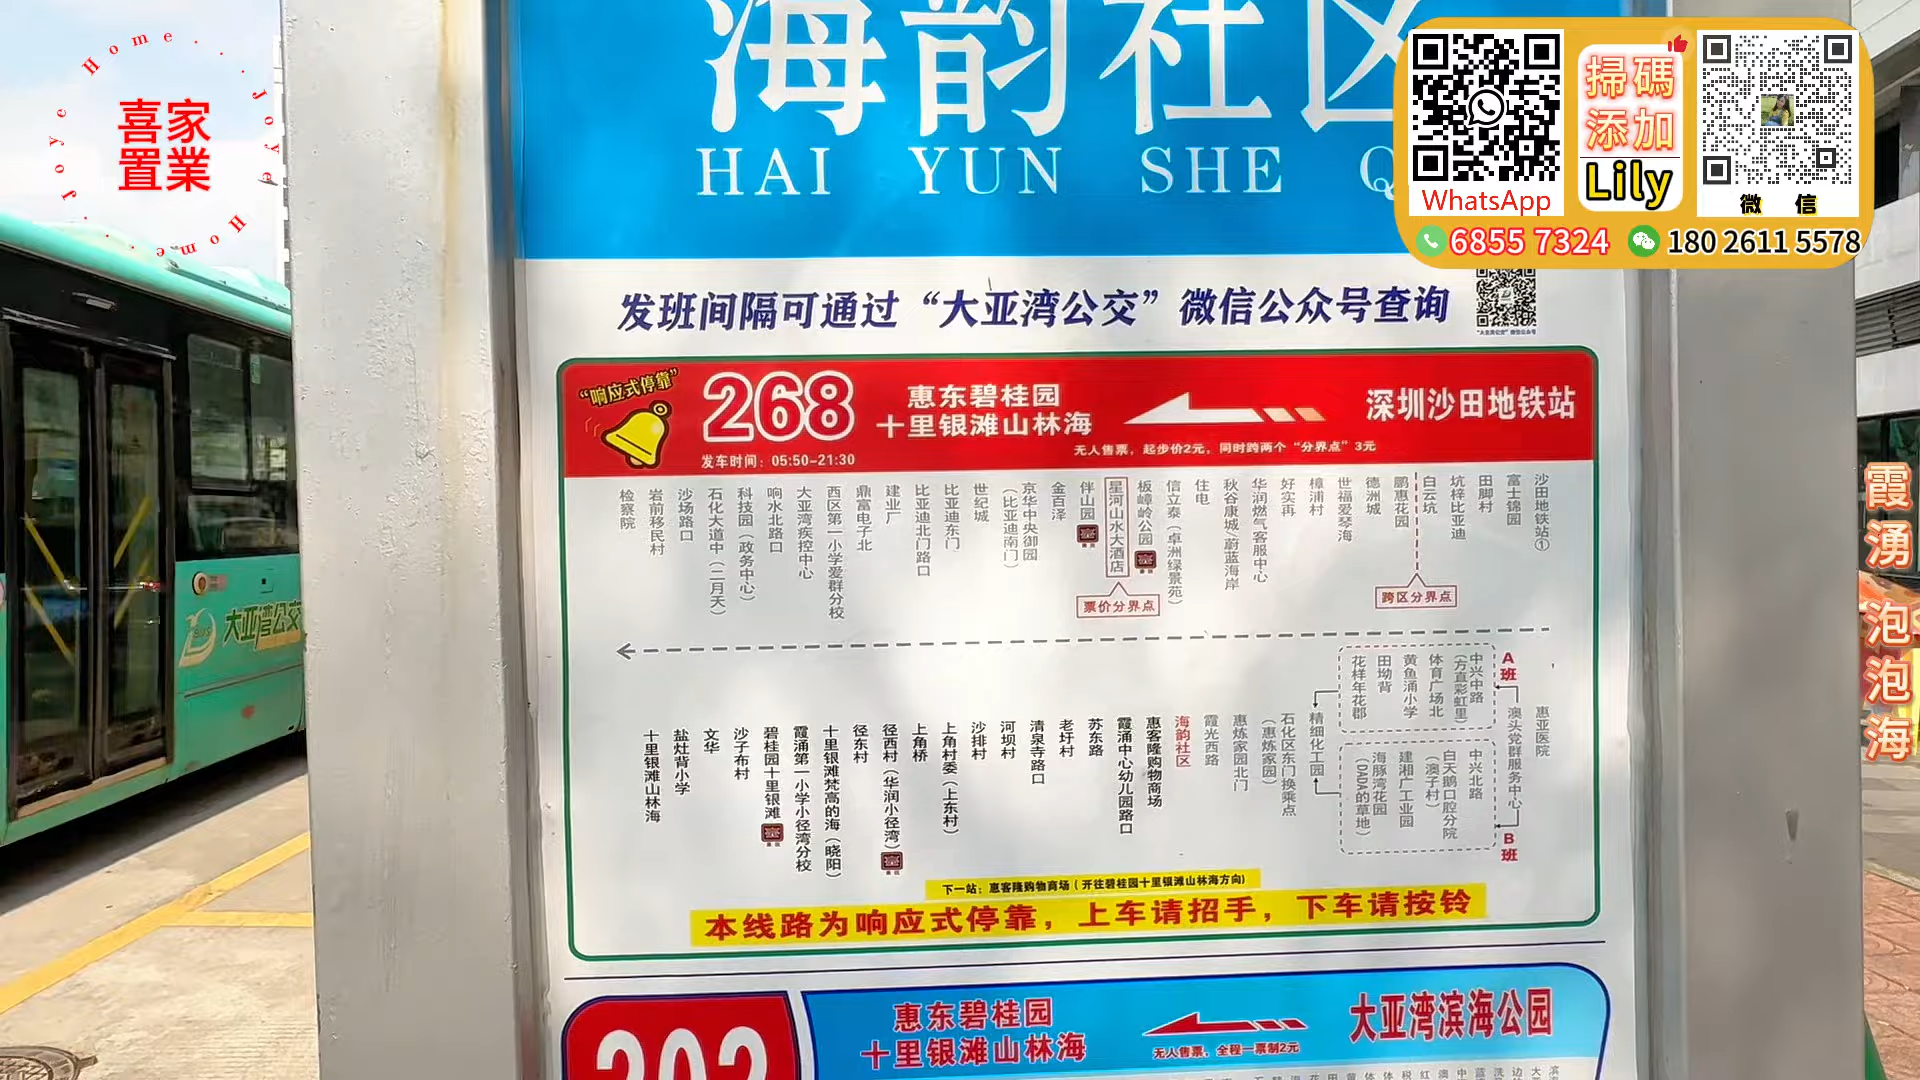 Home...Joye Home...Joye
喜家
置業
海韵社区
HAI YUN SHE Q
掃碼
添加
Lily
WhatsApp
微 信
6855 7324
180 2611 5578
发班间隔可通过“大亚湾公交”微信公众号查询
“响应式停靠”
268
发车时间：05:50-21:30
惠东碧桂园
十里银滩山林海
深圳沙田地铁站
无人售票，起步价2元，同时跨两个“分界点”3元
检察院
岩前移民村
沙场路口
石化大道中（二月天）
科技园（政务中心）
响水北路口
大亚湾疾控中心
西区第一小学爱群分校
鼎富电子北
建业厂
比亚迪北门路口
比亚迪东门
世纪城
京华中央御园
（比亚迪南门）
金百泽
伴山园
星河山水大酒店
板嶂岭公园
信立泰（卓洲绿景苑）
住电
秋谷康城/蔚蓝海岸
华润燃气客服中心
好实再
樟浦村
世福爱琴海
德洲城
鹏惠花园
白云坑
坑梓比亚迪
田脚村
富士锦园
沙田地铁站①
票价分界点
跨区分界点
十里银滩山林海
盐灶背小学
文华
沙子布村
碧桂园十里银滩
霞涌第一小学小径湾分校
十里银滩梵高的海（晓阳）
径东村
径西村（华润小径湾）
上角桥
上角村委（上东村）
沙排村
河坝村
清泉寺路口
老圩村
苏东路
霞涌中心幼儿园路口
惠客隆购物商场
海韵社区
霞光西路
惠炼家园北门
（惠炼家园）
石化区东门换乘点
精细化工园
花样年花郡
田坳背
黄鱼涌小学
体育广场北
（方直彩虹里）
中兴中路
A班
（DADA的草地）
海豚湾花园
建湘广工业园
（澳子村）
白天鹅口腔分院
中兴北路
B班
澳头党群服务中心
惠亚医院
下一站：惠客隆购物商场（开往碧桂园十里银滩山林海方向）
本线路为响应式停靠，上车请招手，下车请按铃
202
惠东碧桂园
十里银滩山林海
大亚湾滨海公园
无人售票，全程一票制2元
大亚湾公交
霞湧 泡泡海